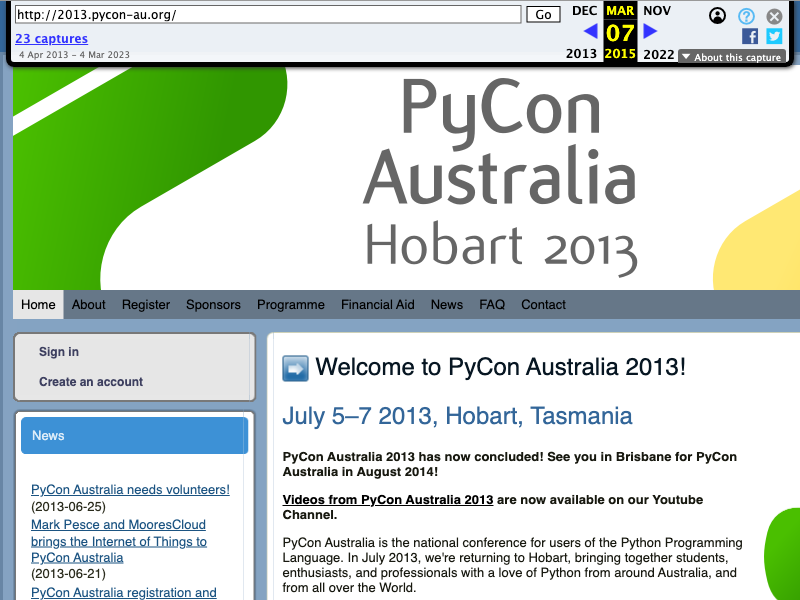 http://2013.pycon-au.org/
Go
DEC MAR NOV
07
2013 2015 2022
23 captures
4 Apr 2013 - 4 Mar 2023
About this capture
PyCon
Australia
Hobart 2013
Home About Register Sponsors Programme Financial Aid News FAQ Contact
Sign in
Create an account
News
PyCon Australia needs volunteers!
(2013-06-25)
Mark Pesce and MooresCloud
brings the Internet of Things to
PyCon Australia
(2013-06-21)
PyCon Australia registration and
Welcome to PyCon Australia 2013!
July 5–7 2013, Hobart, Tasmania
PyCon Australia 2013 has now concluded! See you in Brisbane for PyCon
Australia in August 2014!
Videos from PyCon Australia 2013 are now available on our Youtube
Channel.
PyCon Australia is the national conference for users of the Python Programming
Language. In July 2013, we're returning to Hobart, bringing together students,
enthusiasts, and professionals with a love of Python from around Australia, and
from all over the World.